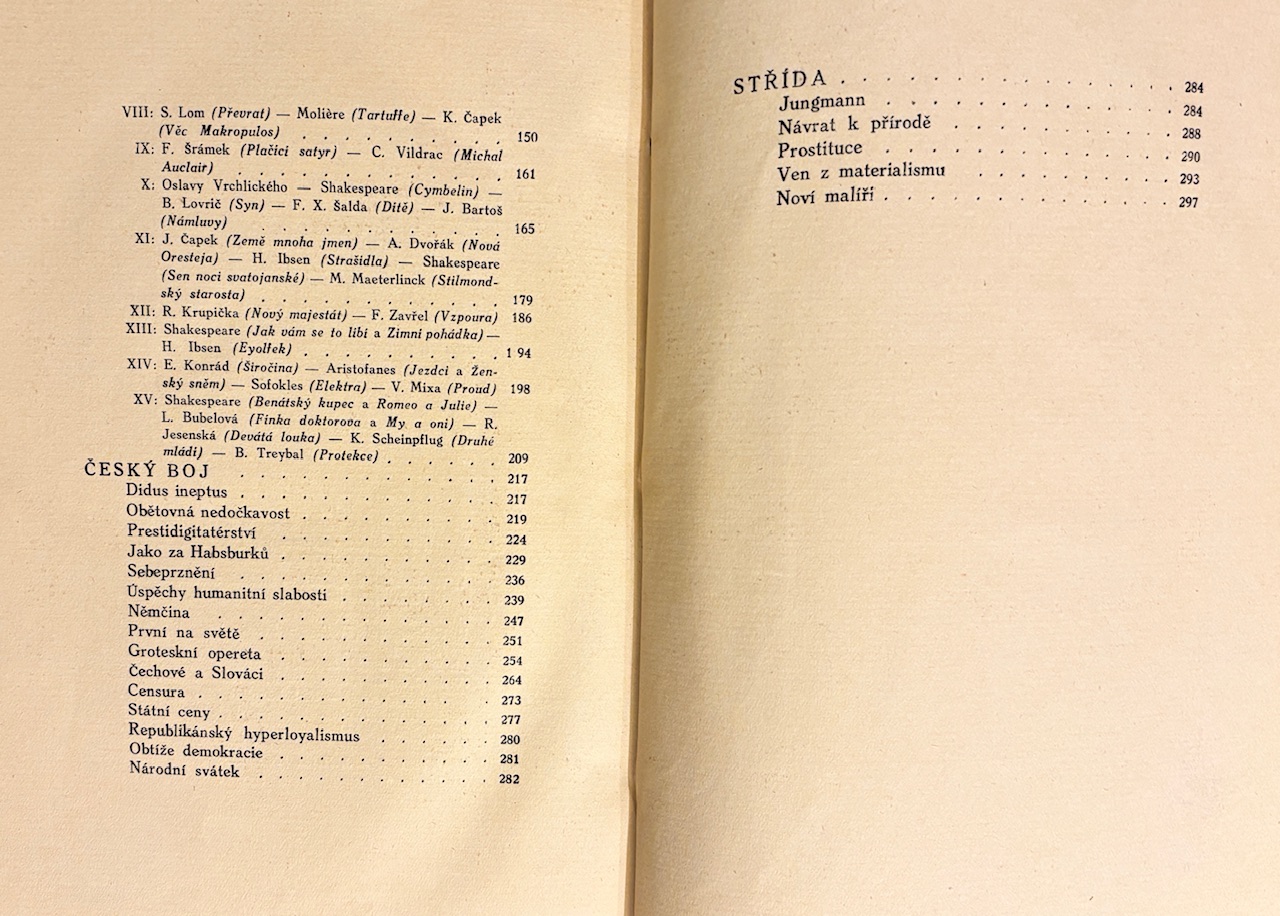 VIII: S. Lom (Převrat) — Molière (Tartuffe) — K. Čapek
(Věc Makropulos) . . . . . . . . 150
IX: F. Šrámek (Plačící satyr) — C. Vildrac (Michal
Auclair) . . . . . . . . . . . 161
X: Oslavy Vrchlického — Shakespeare (Cymbelin) —
B. Lovrič (Syn) — F. X. Šalda (Dítě) — J. Bartoš
(Námluvy) . . . . . . . . . . 165
XI: J. Čapek (Země mnoha jmen) — A. Dvořák (Nová
Oresteja) — H. Ibsen (Strašidla) — Shakespeare
(Sen noci svatojanské) — M. Maeterlinck (Stilmond-
ský starosta) . . . . . . . . . . . 179
XII: R. Krupička (Nový majestát) — F. Zavřel (Vzpoura) 186
XIII: Shakespeare (Jak vám se to líbí a Zimní pohádka) —
H. Ibsen (Eyolfek) . . . . . . . . . . 1 94
XIV: E. Konrád (Širočina) — Aristofanes (Jezdci a Žen-
ský sněm) — Sofokles (Elektra) — V. Mixa (Proud) 198
XV: Shakespeare (Benátský kupec a Romeo a Julie) —
L. Bubelová (Finka doktorova a My a oni) — R.
Jesenská (Devátá louka) — K. Scheinpflug (Druhé
mládí) — B. Treybal (Protekce) . . . . . . 209
ČESKÝ BOJ . . . . . . . . . . . 217
Didus ineptus . . . . . . . . . . . 217
Obětovná nedočkavost . . . . . . . . . 219
Prestidigitatérství . . . . . . . . . . 224
Jako za Habsburků . . . . . . . . . . 229
Sebeprznění . . . . . . . . . . . 236
Úspěchy humanitní slabosti . . . . . . . 239
Němčina . . . . . . . . . . . . 247
První na světě . . . . . . . . . . . 251
Groteskní opereta . . . . . . . . . . 254
Čechové a Slováci . . . . . . . . . . 264
Censura . . . . . . . . . . . . 273
Státní ceny . . . . . . . . . . . . 277
Republikánský hyperloyalismus . . . . . . 280
Obtíže demokracie . . . . . . . . . . 281
Národní svátek . . . . . . . . . . . 282
STŘÍDA . . . . . . . . . . . . . . . 284
Jungmann . . . . . . . . . . . . . 284
Návrat k přírodě . . . . . . . . . . 288
Prostituce . . . . . . . . . . . . . 290
Ven z materialismu . . . . . . . . . 293
Noví malíři . . . . . . . . . . . . . 297